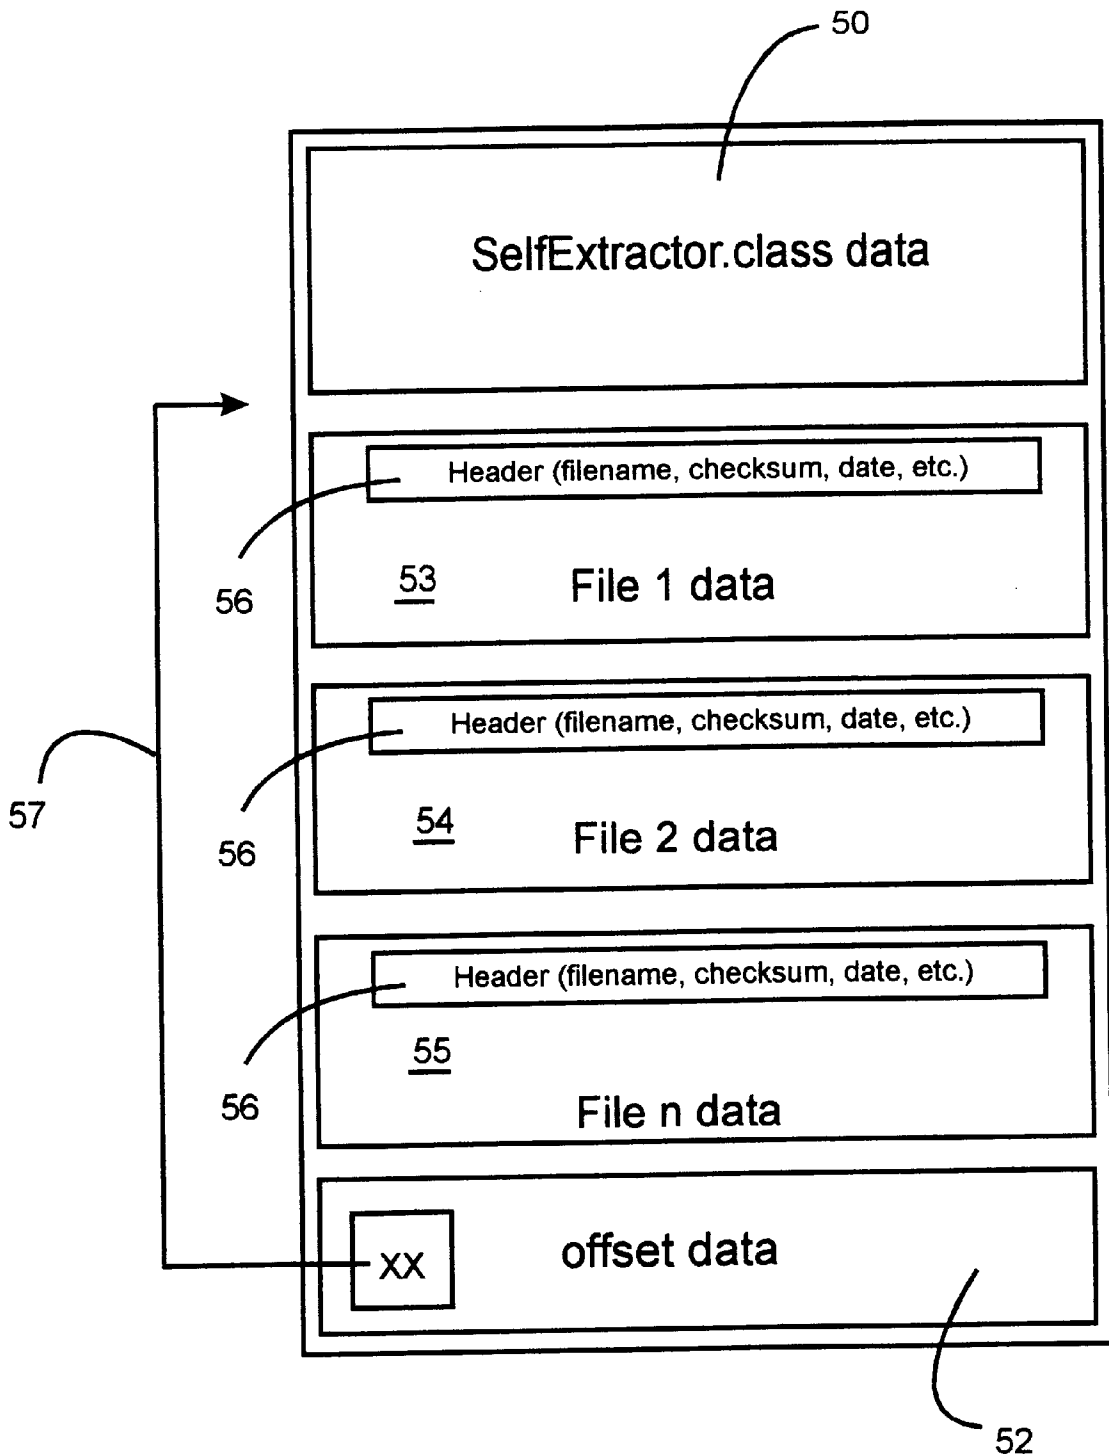 50
SelfExtractor.class data
Header (filename, checksum, date, etc.)
56
53
File 1 data
Header (filename, checksum, date, etc.)
57
56
54
File 2 data
Header (filename, checksum, date, etc.)
56
55
File n data
XX
offset data
52